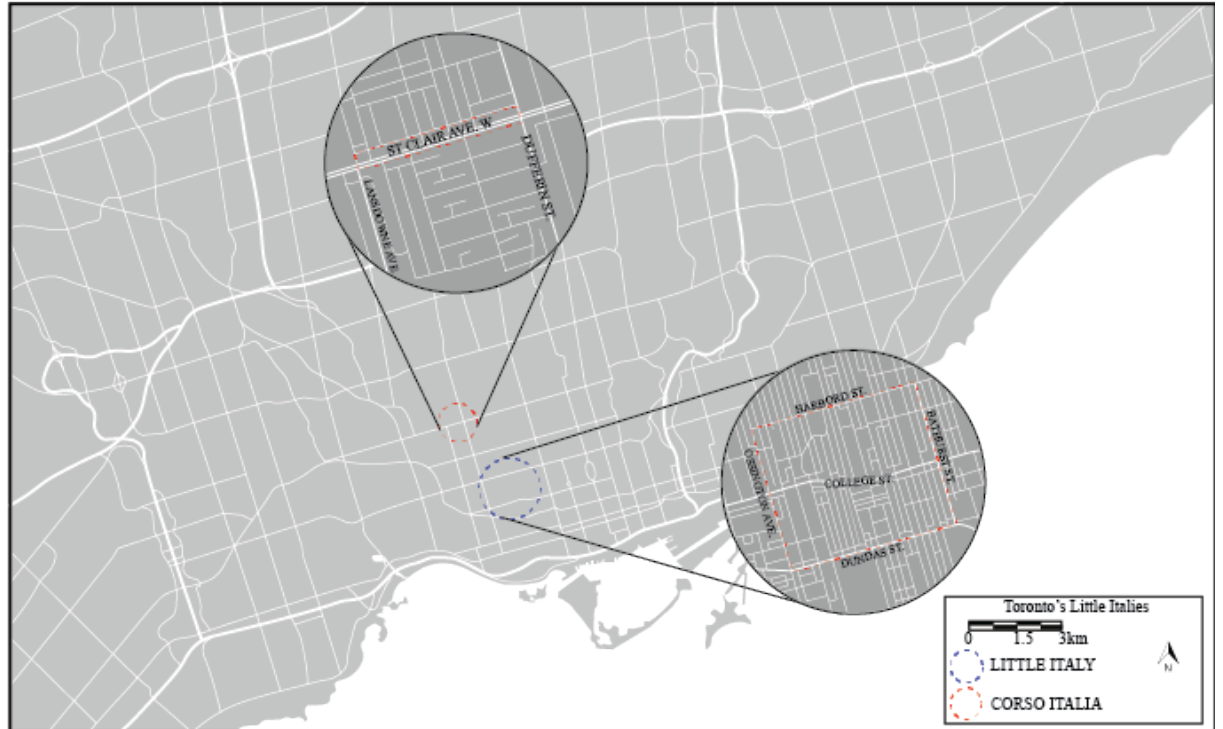 ST CLAIR AVE, W
DUFFERIN ST.
LANSDOWNE AVE.
HARBORD ST.
BATHURST ST.
OSSINGTON AVE.
COLLEGE ST.
DUNDAS ST.
Toronto's Little Italies
0 1.5 3km
LITTLE ITALY
N
CORSO ITALIA